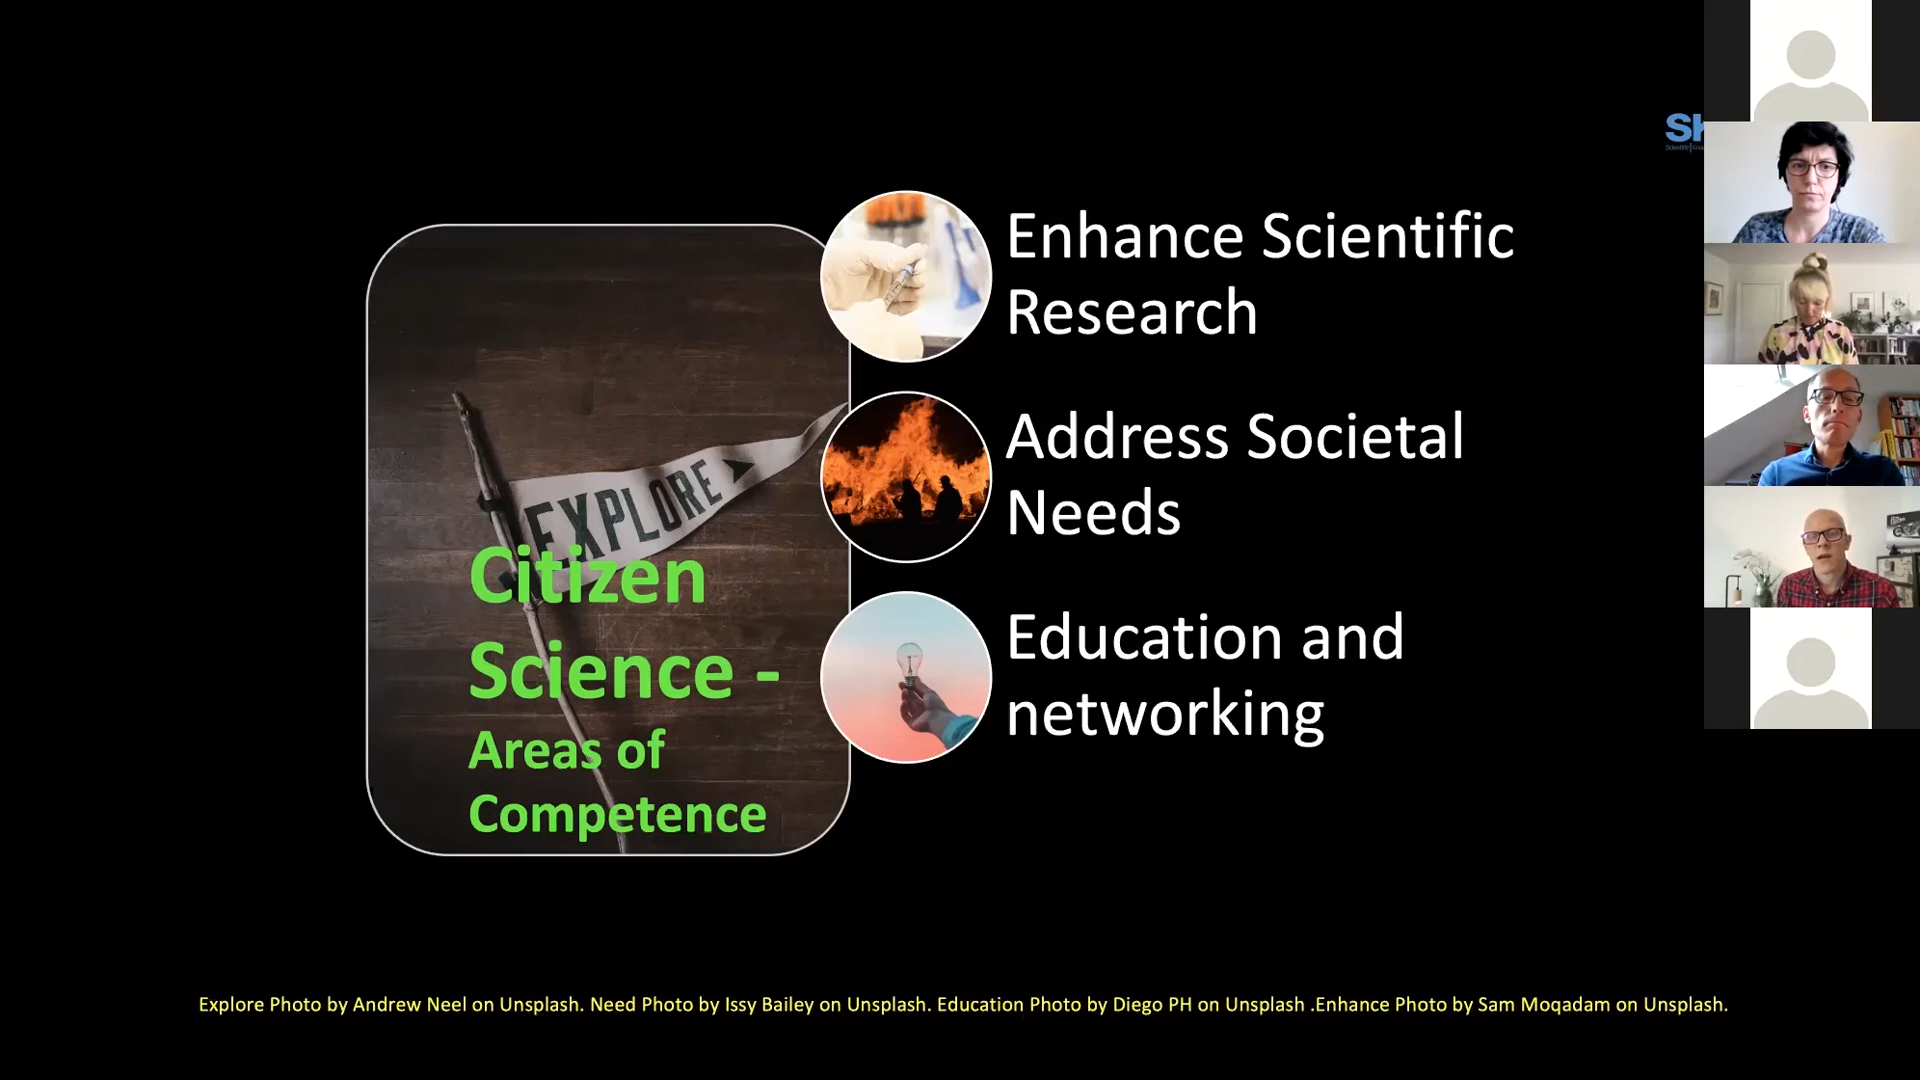 EXPLORE
Citizen
Science -
Areas of
Competence
Enhance Scientific
Research
Address Societal
Needs
Education and
networking
Explore Photo by Andrew Neel on Unsplash. Need Photo by Issy Bailey on Unsplash. Education Photo by Diego PH on Unsplash .Enhance Photo by Sam Moqadam on Unsplash.